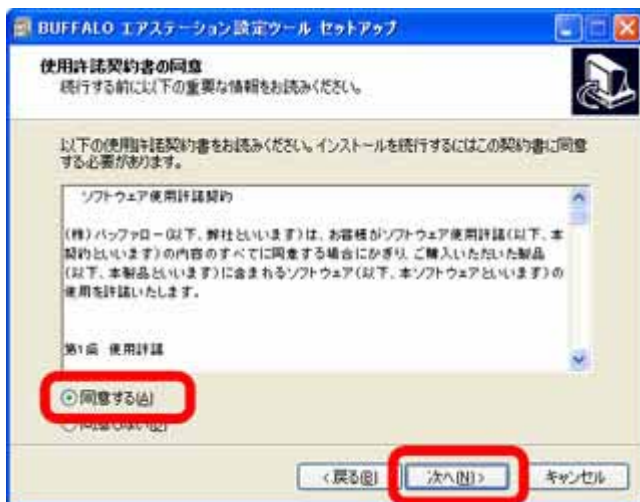 BUFFALO エアステーション設定ツール セットアップ
使用許諾契約書の同意
続行する前に以下の重要な情報をお読みください。
以下の使用許諾契約書をお読みください。インストールを続行するにはこの契約書に同意
する必要があります。
ソフトウェア使用許諾契約
(株)バッファロー(以下、弊社といいます)は、お客様がソフトウェア使用許諾(以下、本
契約といいます)の内容のすべてに同意する場合にかぎり、ご購入いただいた製品
(以下、本製品といいます)に含まれるソフトウェア(以下、本ソフトウェアといいます)の
使用を許諾いたします。
第1条 使用許諾
同意する(A)
同意しない(D)
<戻る(B)
次へ(N)>
キャンセル